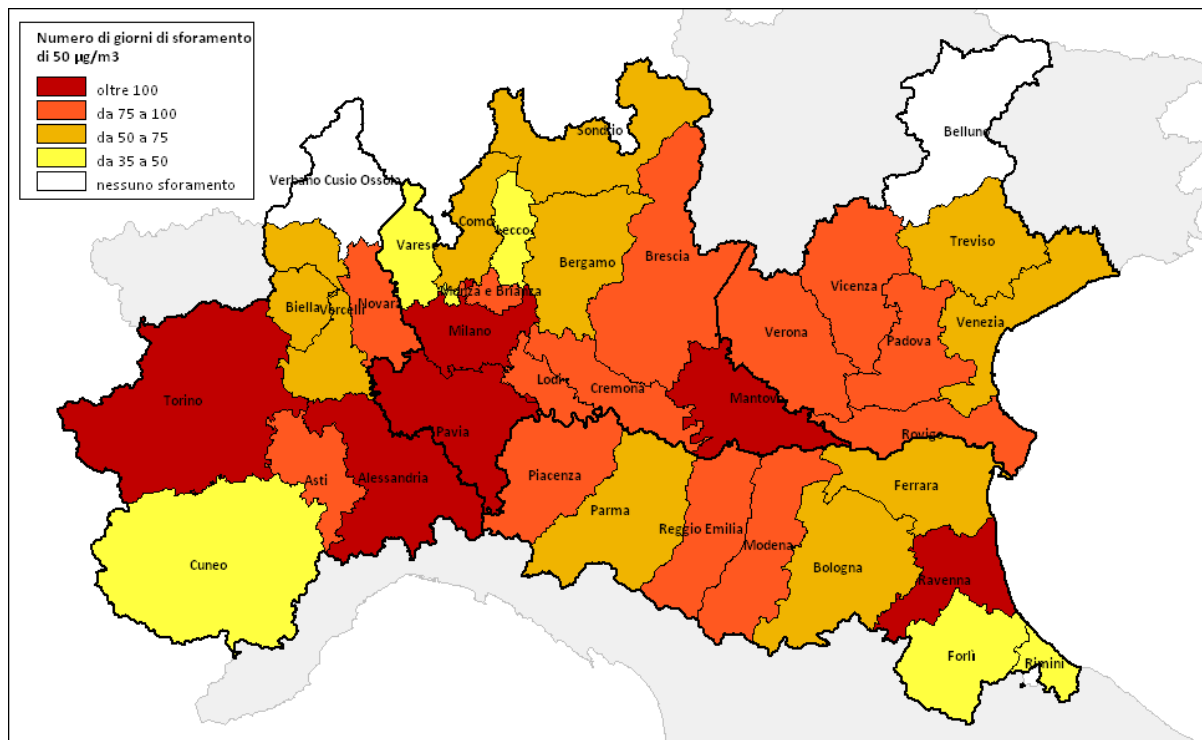 Numero di giorni di sforamento
di 50 µg/m3
oltre 100
da 75 a 100
da 50 a 75
da 35 a 50
nessuno sforamento
Belluno
Sondrio
Verbano Cusio Ossola
Como
Lecco
Varese
Treviso
Bergamo
Brescia
Vicenza
Biella
Vercelli
Novara
Monza e Brianza
Venezia
Milano
Verona
Padova
Lodi
Cremona
Torino
Mantova
Pavia
Rovigo
Asti
Alessandria
Piacenza
Ferrara
Parma
Reggio Emilia
Modena
Cuneo
Bologna
Ravenna
Forlì
Rimini